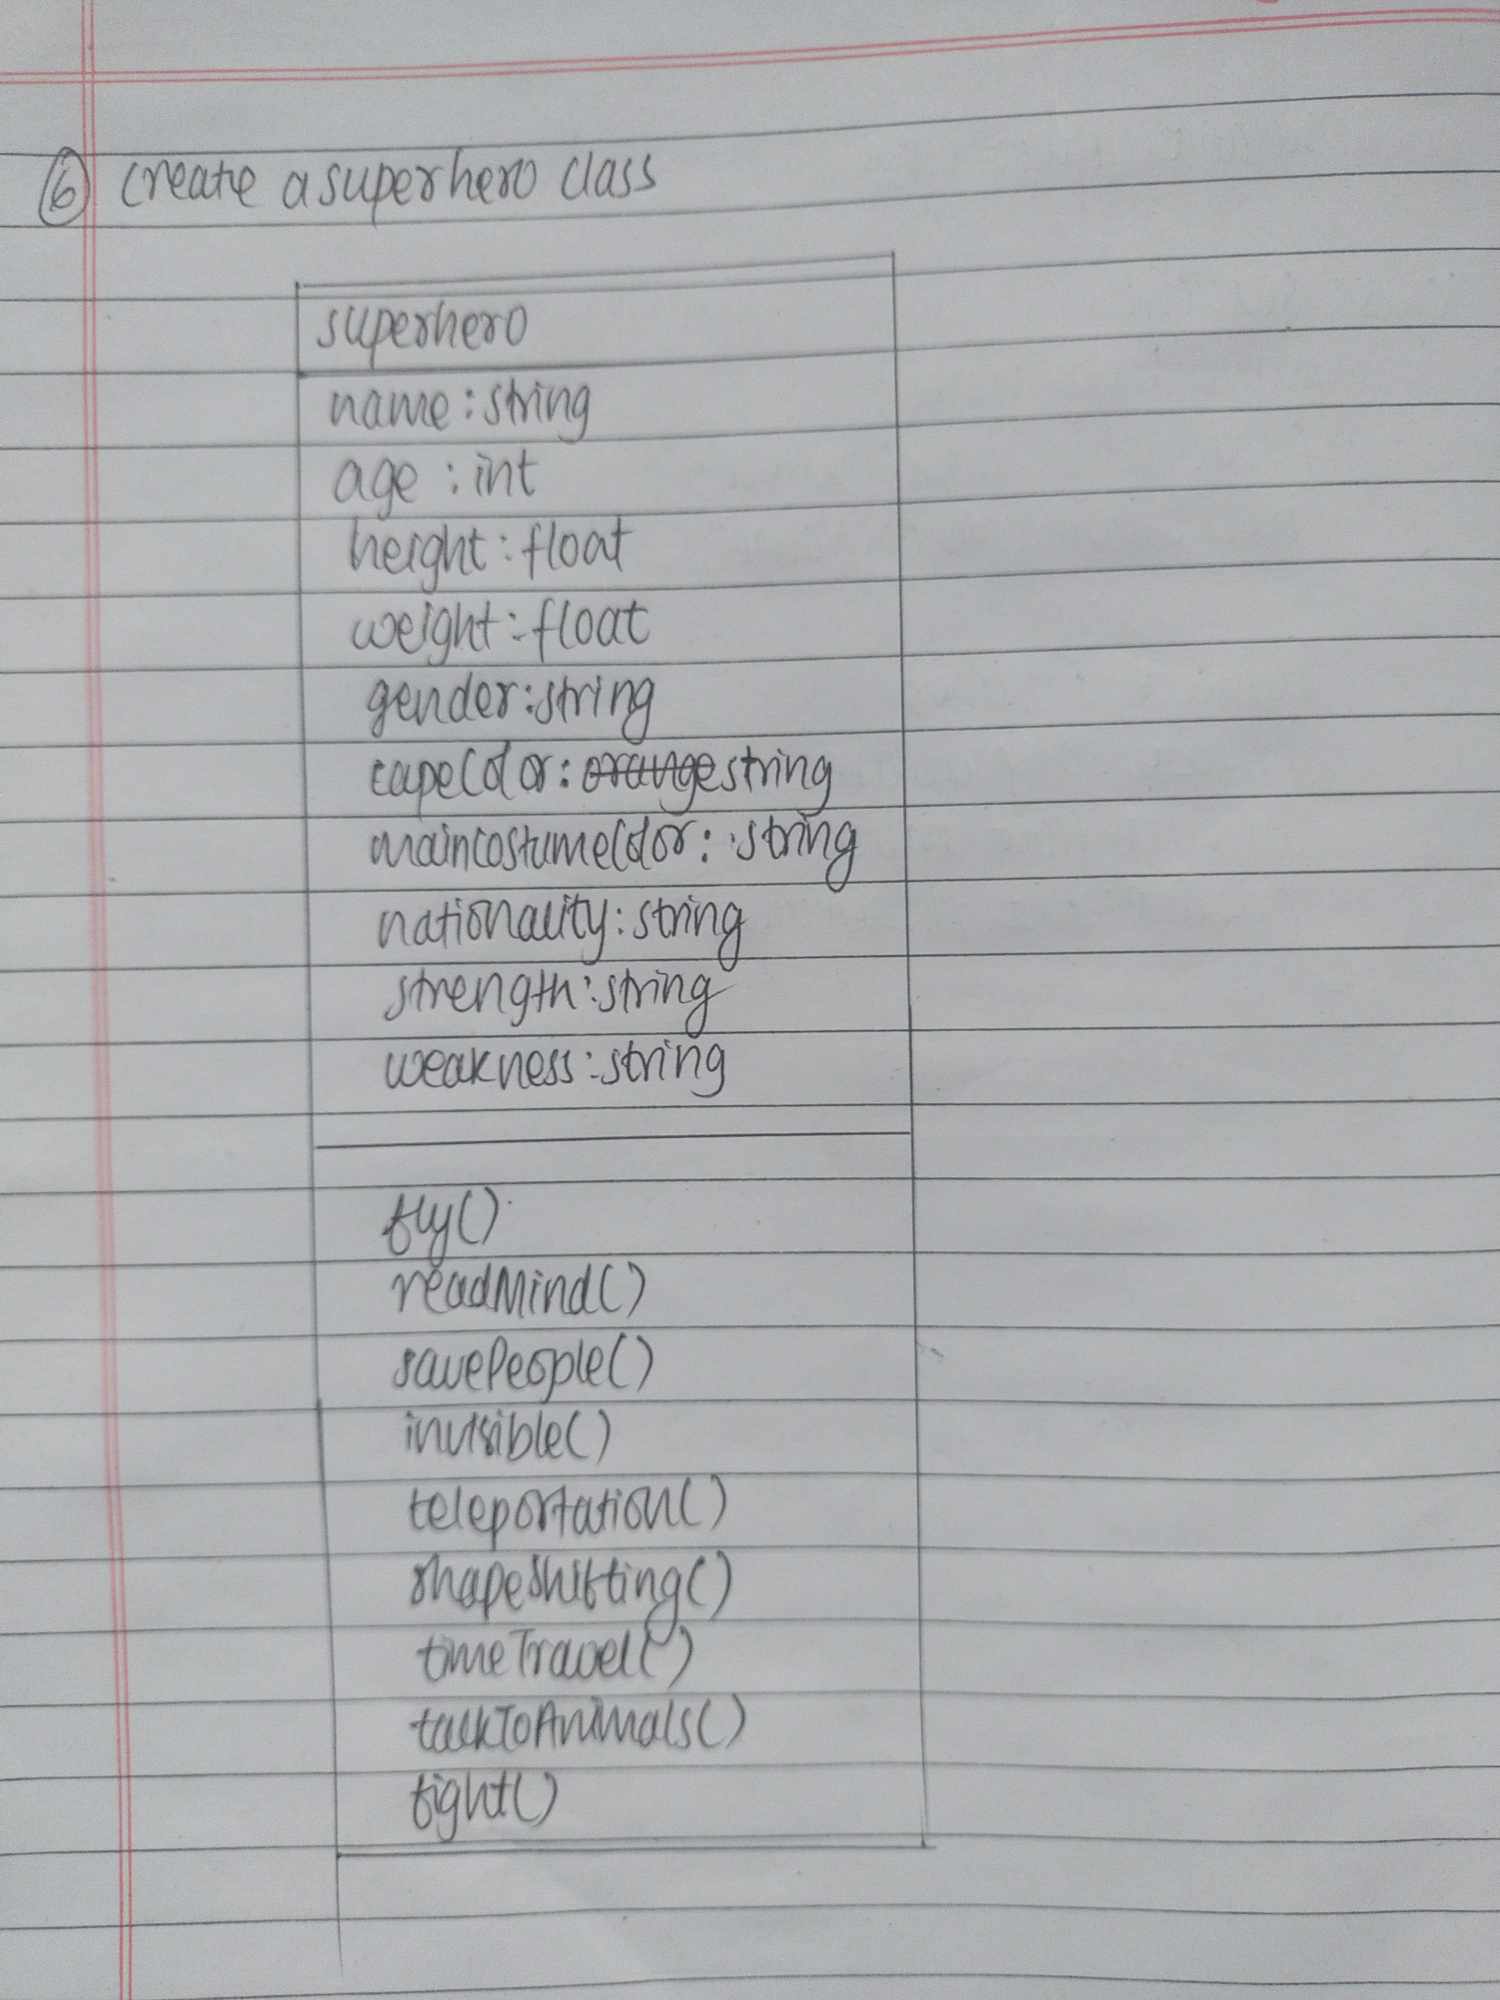 6 create a superhero class
superhero
name : string
age : int
height : float
weight : float
gender : string
capeColor : orange string
mainCostumeColor : string
nationality : string
strength : string
weakness : string
fly()
readMind()
savePeople()
invisible()
teleportation()
shapeshifting()
timeTravel()
talkToAnimals()
fight()